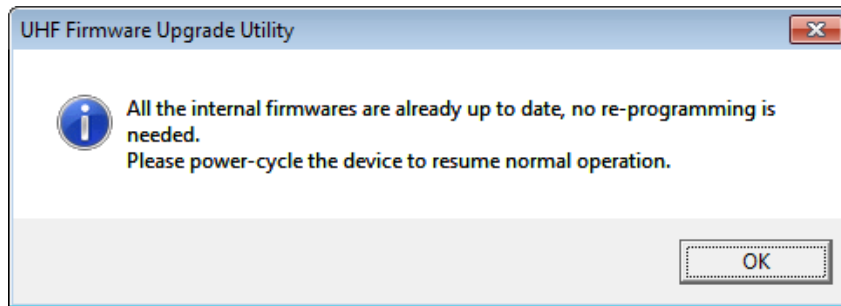 UHF Firmware Upgrade Utility
All the internal firmwares are already up to date, no re-programming is
needed.
Please power-cycle the device to resume normal operation.
OK